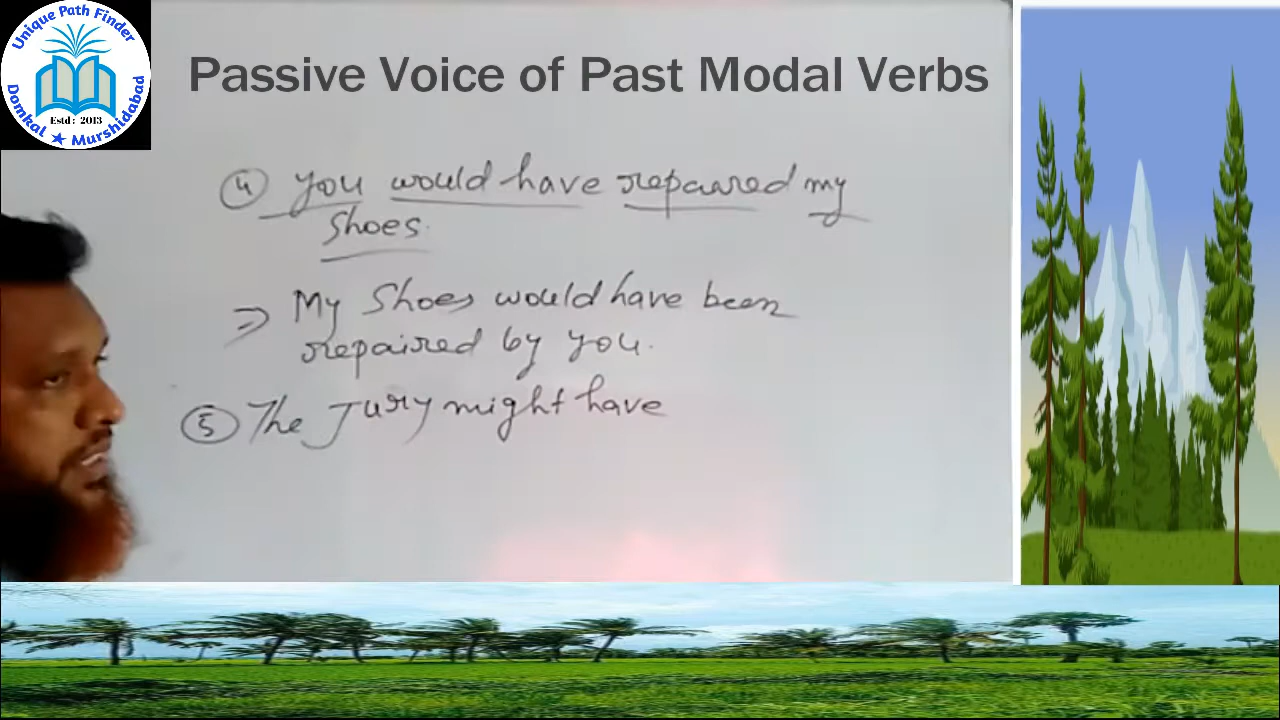 Unique Path Finder
Estd : 2013
Domkal ★ Murshidabad
Passive Voice of Past Modal Verbs
4 You would have repaired my
Shoes.
⇒ My Shoes would have been
repaired by you.
5 The Jury might have